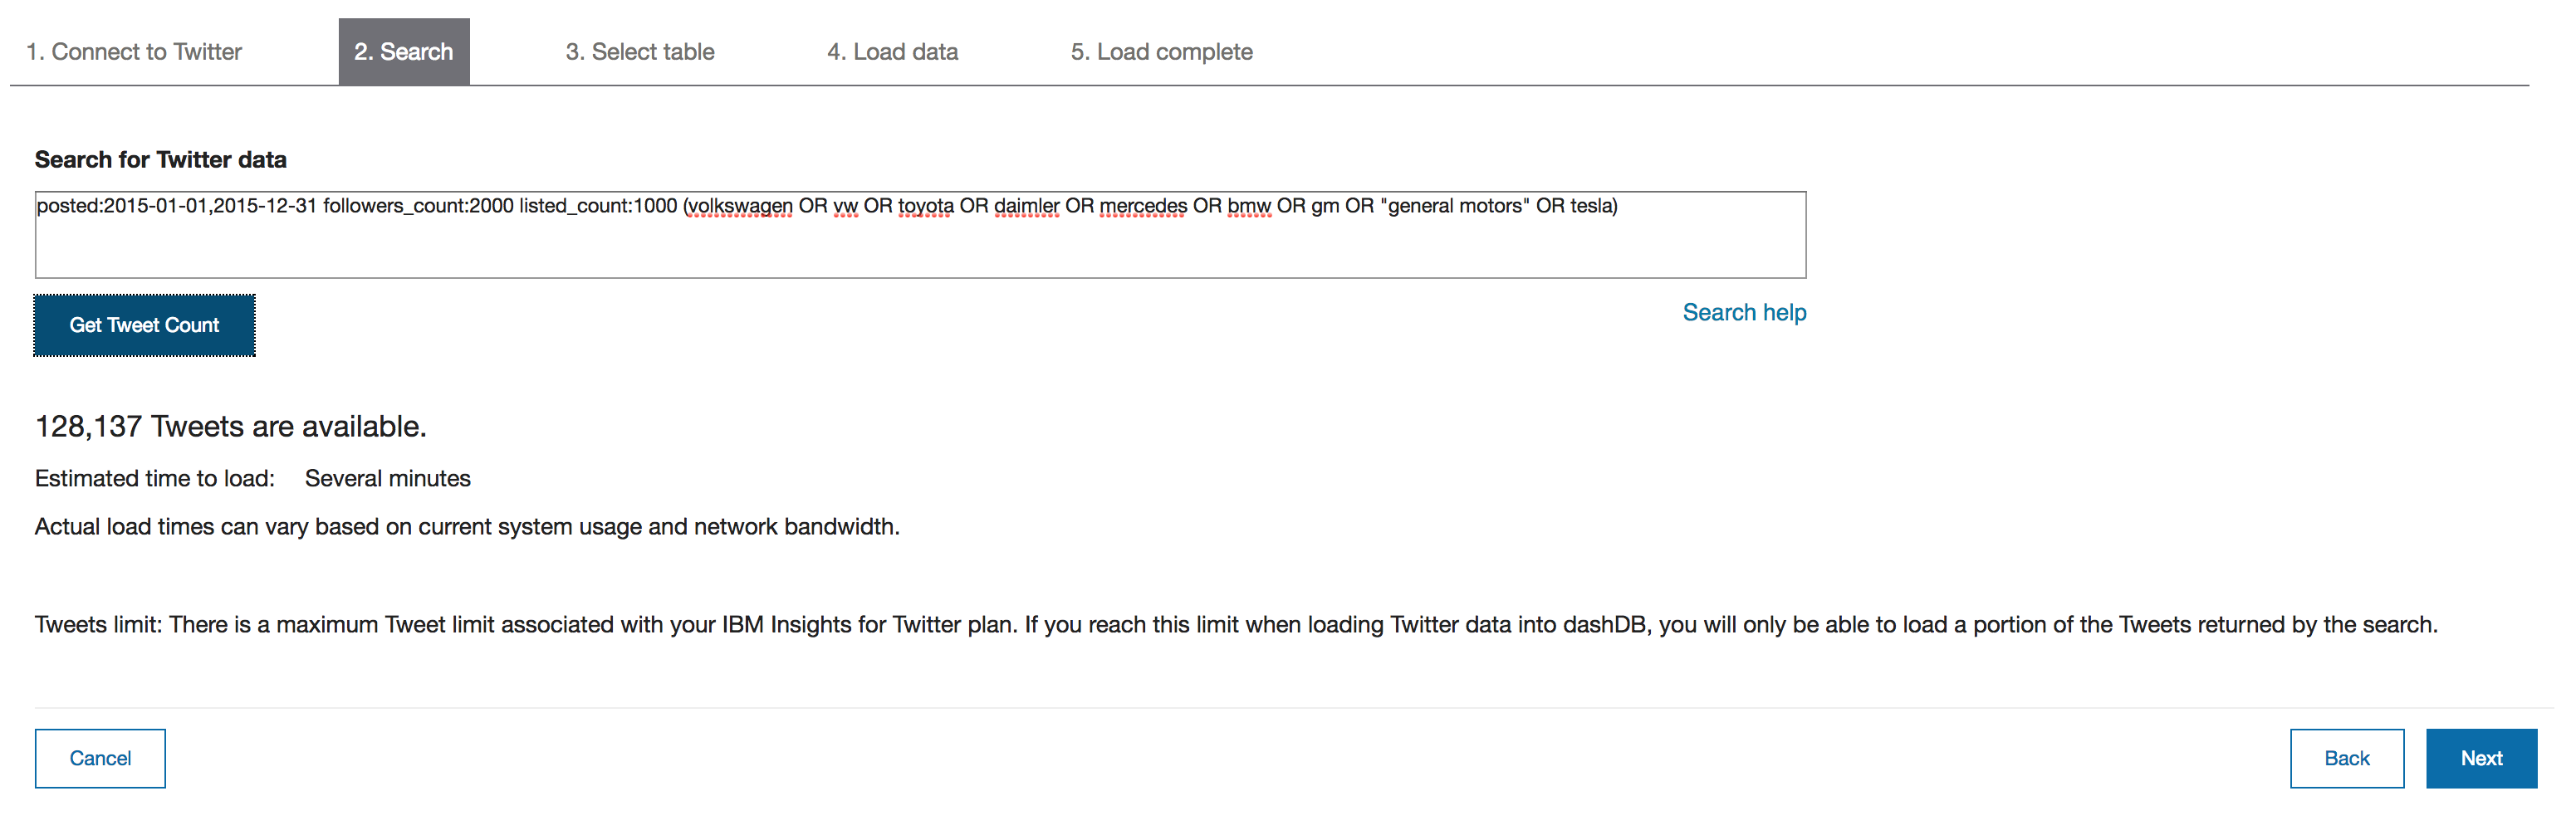 1. Connect to Twitter 2. Search 3. Select table 4. Load data 5. Load complete
Search for Twitter data
posted:2015-01-01,2015-12-31 followers_count:2000 listed_count:1000 (volkswagen OR vw OR toyota OR daimler OR mercedes OR bmw OR gm OR "general motors" OR tesla)
Get Tweet Count
Search help
128,137 Tweets are available.
Estimated time to load: Several minutes
Actual load times can vary based on current system usage and network bandwidth.
Tweets limit: There is a maximum Tweet limit associated with your IBM Insights for Twitter plan. If you reach this limit when loading Twitter data into dashDB, you will only be able to load a portion of the Tweets returned by the search.
Cancel Back Next